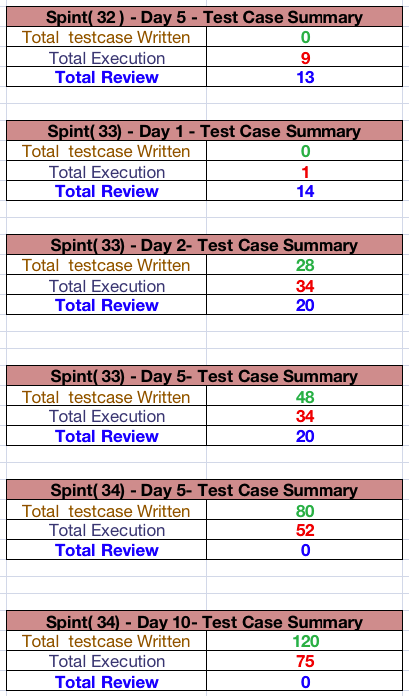 Spint( 32 ) - Day 5 - Test Case Summary
Total testcase Written 0
Total Execution 9
Total Review 13
Spint( 33) - Day 1 - Test Case Summary
Total testcase Written 0
Total Execution 1
Total Review 14
Spint( 33) - Day 2- Test Case Summary
Total testcase Written 28
Total Execution 34
Total Review 20
Spint( 33) - Day 5- Test Case Summary
Total testcase Written 48
Total Execution 34
Total Review 20
Spint( 34) - Day 5- Test Case Summary
Total testcase Written 80
Total Execution 52
Total Review 0
Spint( 34) - Day 10- Test Case Summary
Total testcase Written 120
Total Execution 75
Total Review 0